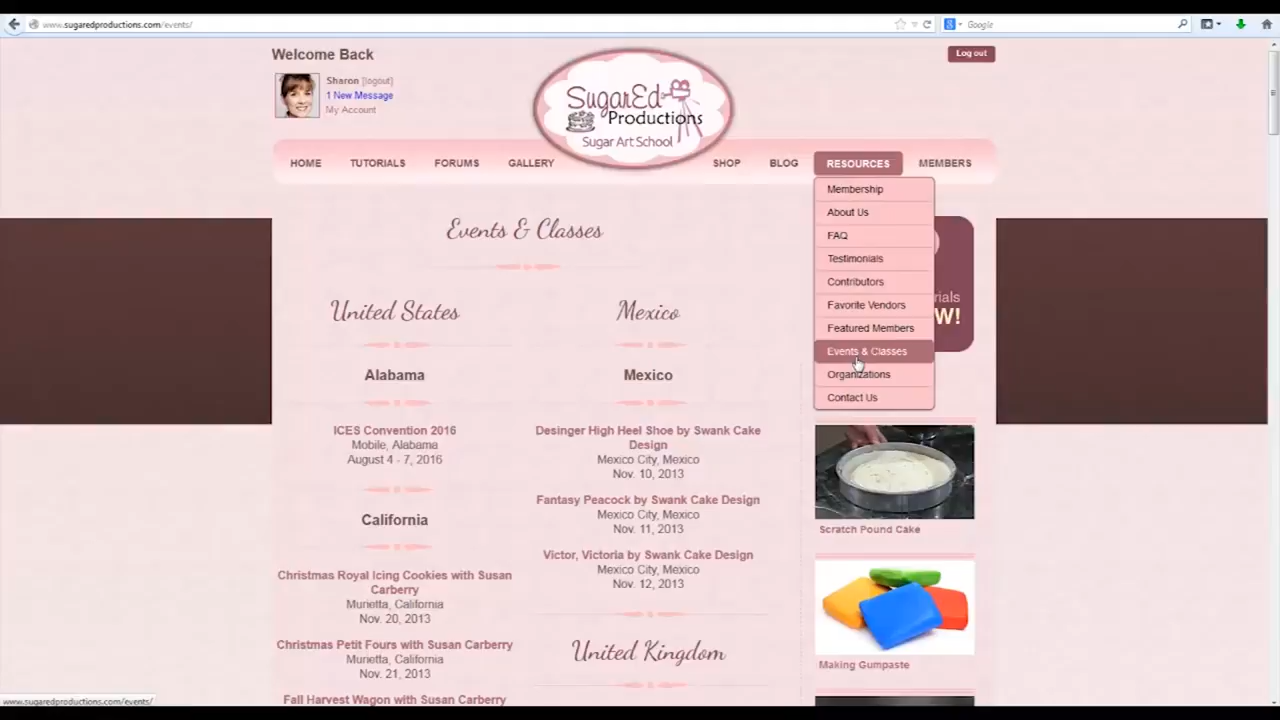 www.sugaredproductions.com/events/
Google
Welcome Back
Sharon [logout]
1 New Message
My Account
Log out
SugarEd
Productions
Sugar Art School
HOME
TUTORIALS
FORUMS
GALLERY
SHOP
BLOG
RESOURCES
MEMBERS
Membership
About Us
FAQ
Testimonials
Contributors
Favorite Vendors
Featured Members
Events & Classes
Organizations
Contact Us
rials
W!
Events & Classes
United States
Alabama
ICES Convention 2016
Mobile, Alabama
August 4 - 7, 2016
California
Christmas Royal Icing Cookies with Susan
Carberry
Murietta, California
Nov. 20, 2013
Christmas Petit Fours with Susan Carberry
Murietta, California
Nov. 21, 2013
Fall Harvest Wagon with Susan Carberry
Mexico
Mexico
Desinger High Heel Shoe by Swank Cake
Design
Mexico City, Mexico
Nov. 10, 2013
Fantasy Peacock by Swank Cake Design
Mexico City, Mexico
Nov. 11, 2013
Victor, Victoria by Swank Cake Design
Mexico City, Mexico
Nov. 12, 2013
United Kingdom
Scratch Pound Cake
Making Gumpaste
www.sugaredproductions.com/events/